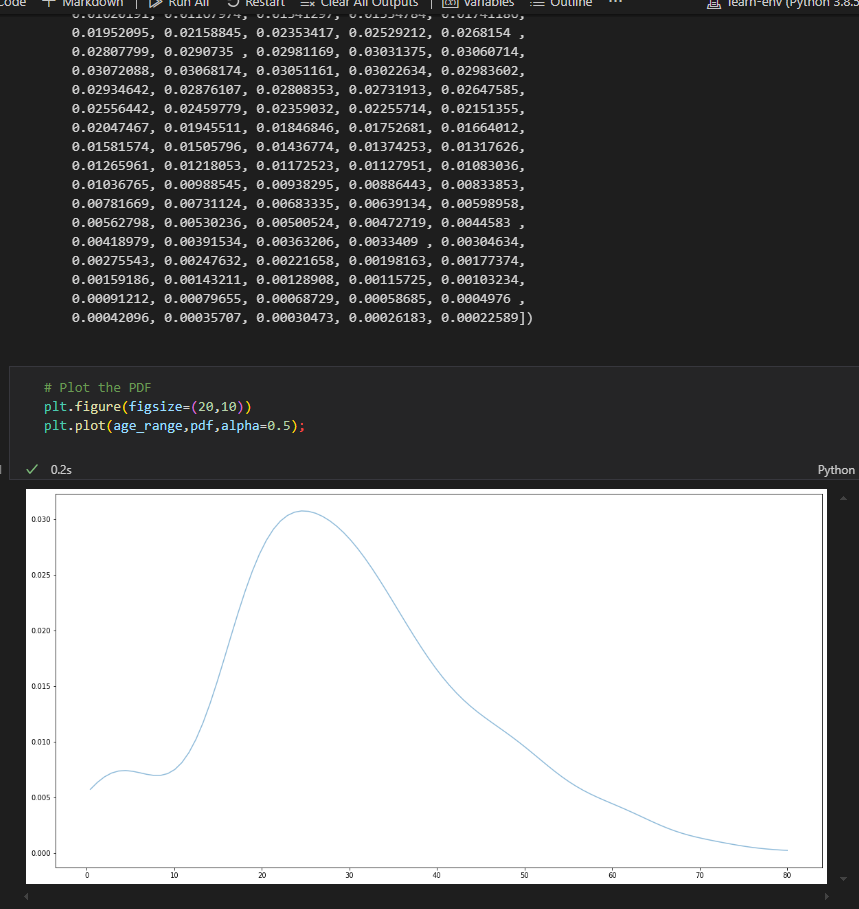 Code + Markdown | Run All Restart Clear All Outputs | Variables Outline ... learn-env (Python 3.8.5
0.01952095, 0.02158845, 0.02353417, 0.02529212, 0.0268154 ,
0.02807799, 0.0290735 , 0.02981169, 0.03031375, 0.03060714,
0.03072088, 0.03068174, 0.03051161, 0.03022634, 0.02983602,
0.02934642, 0.02876107, 0.02808353, 0.02731913, 0.02647585,
0.02556442, 0.02459779, 0.02359032, 0.02255714, 0.02151355,
0.02047467, 0.01945511, 0.01846846, 0.01752681, 0.01664012,
0.01581574, 0.01505796, 0.01436774, 0.01374253, 0.01317626,
0.01265961, 0.01218053, 0.01172523, 0.01127951, 0.01083036,
0.01036765, 0.00988545, 0.00938295, 0.00886443, 0.00833853,
0.00781669, 0.00731124, 0.00683335, 0.00639134, 0.00598958,
0.00562798, 0.00530236, 0.00500524, 0.00472719, 0.0044583 ,
0.00418979, 0.00391534, 0.00363206, 0.0033409 , 0.00304634,
0.00275543, 0.00247632, 0.00221658, 0.00198163, 0.00177374,
0.00159186, 0.00143211, 0.00128908, 0.00115725, 0.00103234,
0.00091212, 0.00079655, 0.00068729, 0.00058685, 0.0004976 ,
0.00042096, 0.00035707, 0.00030473, 0.00026183, 0.00022589])
# Plot the PDF
plt.figure(figsize=(20,10))
plt.plot(age_range,pdf,alpha=0.5);
0.2s
Python
0.030
0.025
0.020
0.015
0.010
0.005
0.000
0 10 20 30 40 50 60 70 80